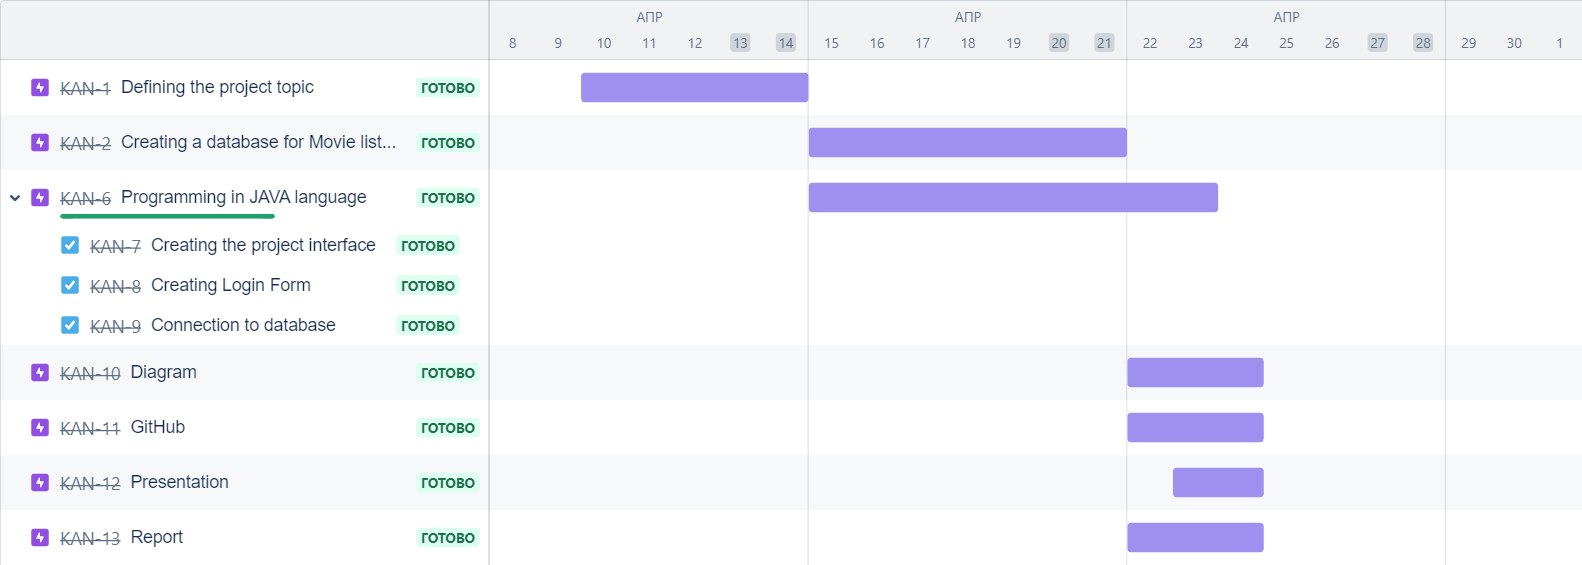 АПР АПР АПР
8 9 10 11 12 13 14 15 16 17 18 19 20 21 22 23 24 25 26 27 28 29 30 1
KAN-1 Defining the project topic ГОТОВО
KAN-2 Creating a database for Movie list... ГОТОВО
KAN-6 Programming in JAVA language ГОТОВО
KAN-7 Creating the project interface ГОТОВО
KAN-8 Creating Login Form ГОТОВО
KAN-9 Connection to database ГОТОВО
KAN-10 Diagram ГОТОВО
KAN-11 GitHub ГОТОВО
KAN-12 Presentation ГОТОВО
KAN-13 Report ГОТОВО